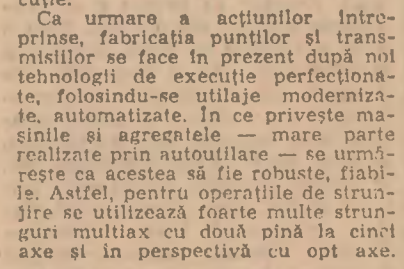 cuție.
Ca urmare a acțiunilor între-
prinse, fabricația punților și trans-
misiilor se face în prezent după noi
tehnologii de execuție perfecționa-
te, folosindu-se utilaje moderniza-
te, automatizate. În ce privește ma-
șinile și agregatele — mare parte
realizate prin autoutilare — se urmă-
rește ca acestea să fie robuste, fiabi-
le. Astfel, pentru operațiile de strun-
jire se utilizează foarte multe strun-
guri multiax cu două pînă la cinci
axe și în perspectivă cu opt axe.